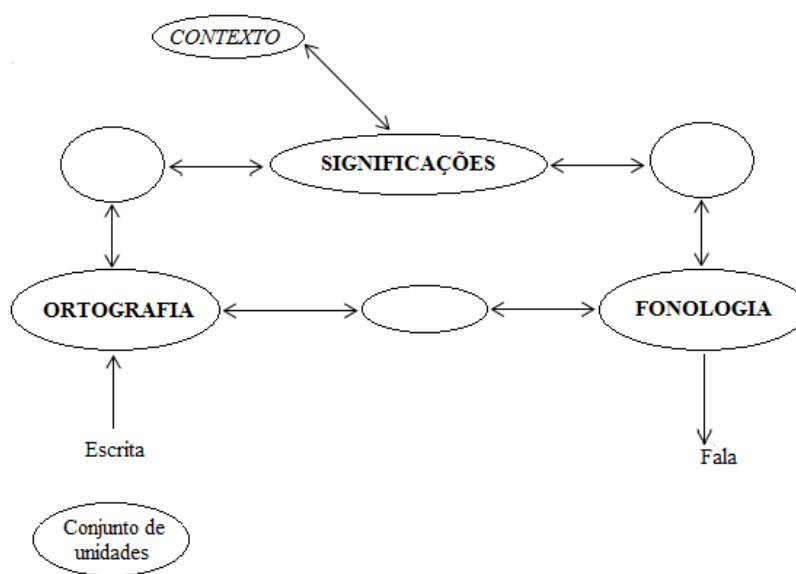 CONTEXTO
SIGNIFICAÇÕES
ORTOGRAFIA
FONOLOGIA
Escrita
Fala
Conjunto de
unidades